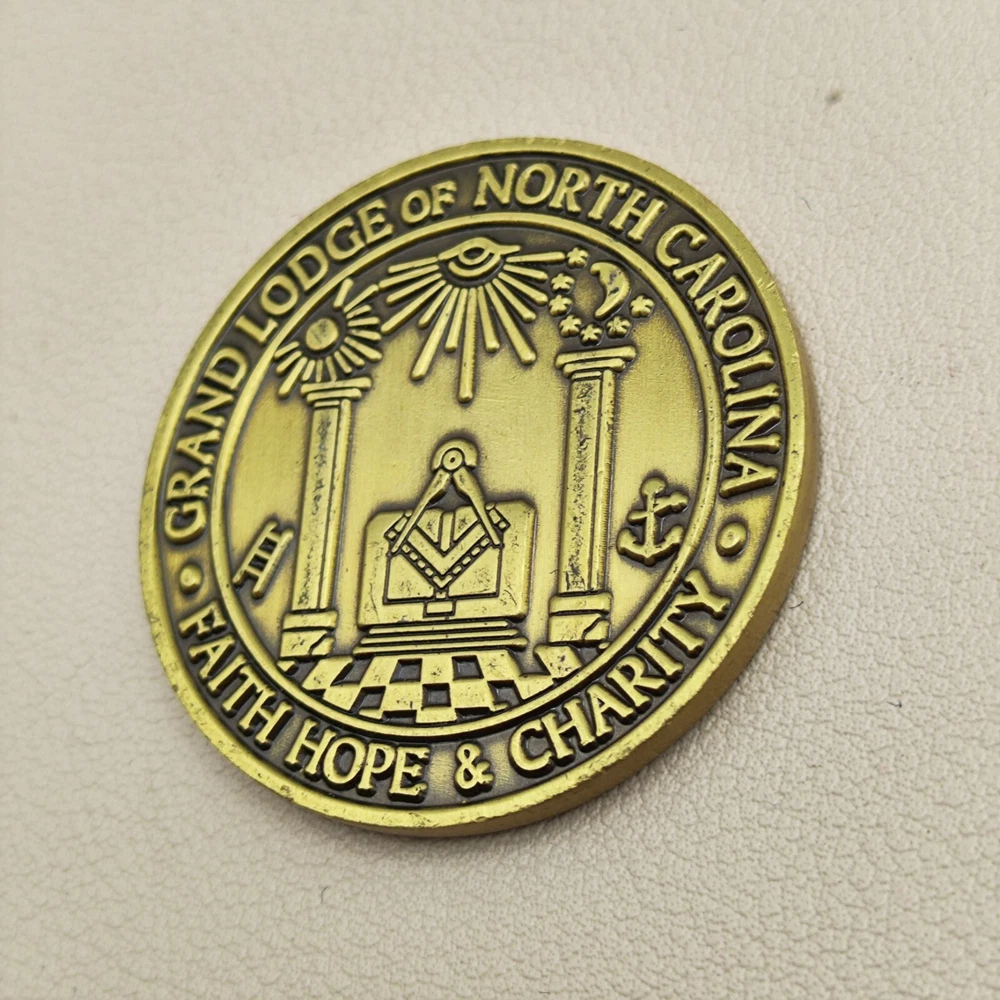 GRAND LODGE OF NORTH CAROLINA
FAITH HOPE & CHARITY